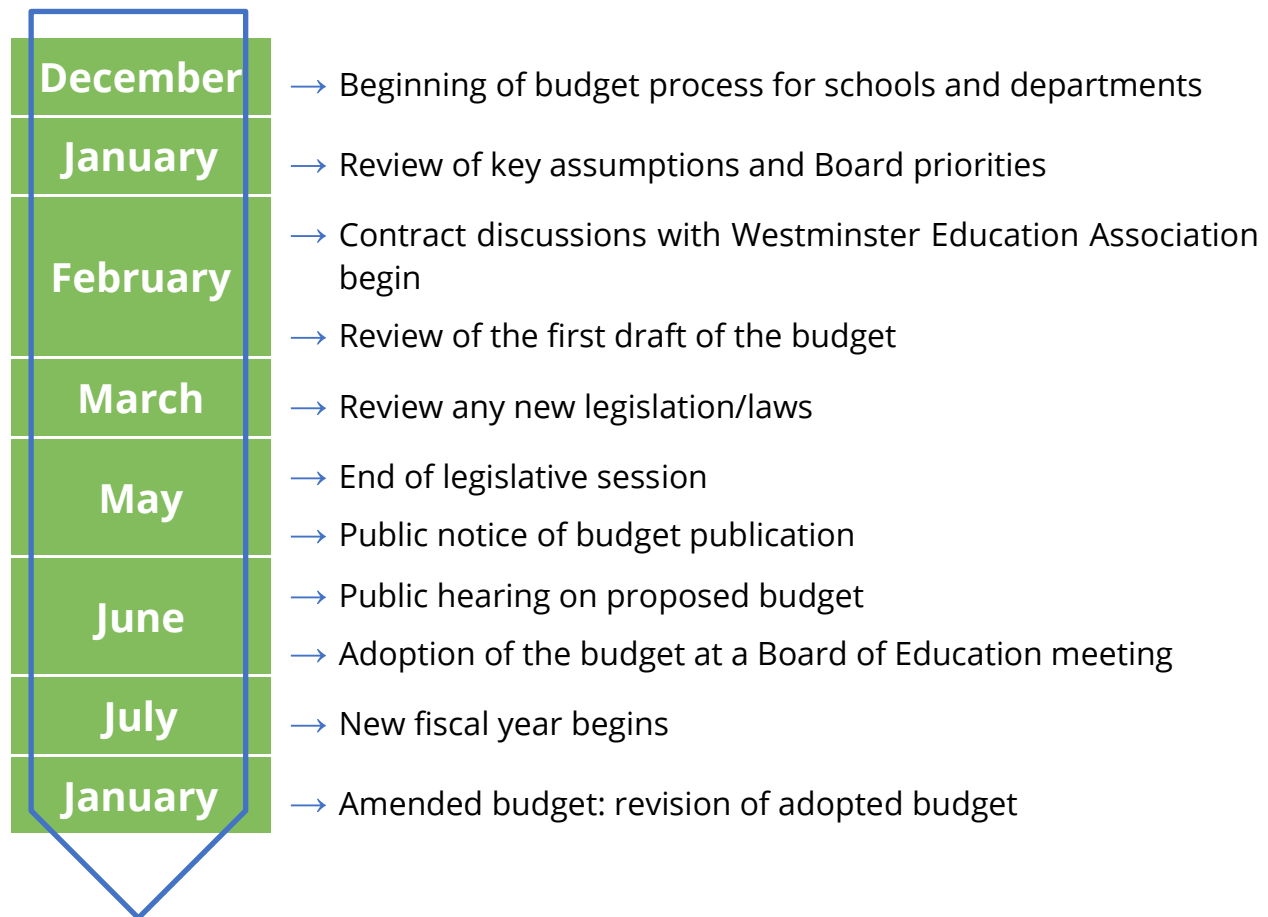 December
→ Beginning of budget process for schools and departments
January
→ Review of key assumptions and Board priorities
February
→ Contract discussions with Westminster Education Association
begin
→ Review of the first draft of the budget
March
→ Review any new legislation/laws
May
→ End of legislative session
→ Public notice of budget publication
June
→ Public hearing on proposed budget
→ Adoption of the budget at a Board of Education meeting
July
→ New fiscal year begins
January
→ Amended budget: revision of adopted budget